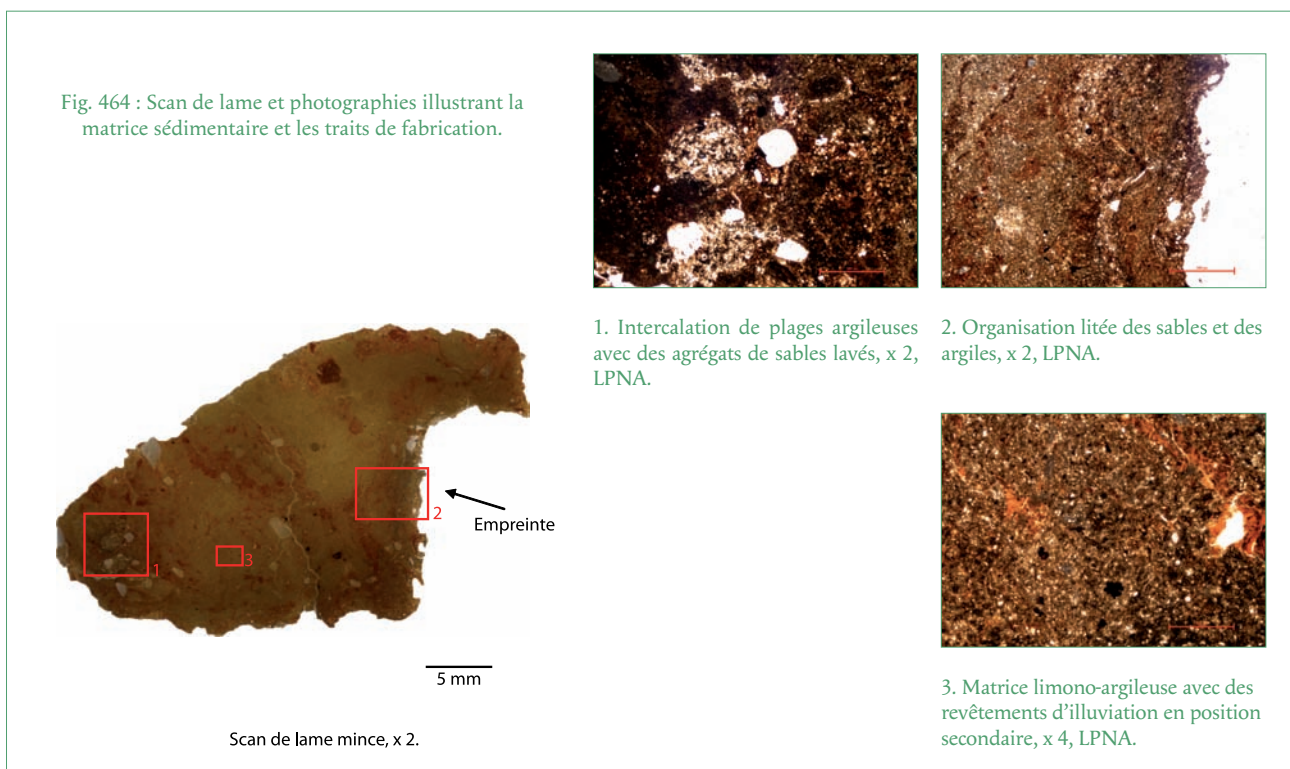 Fig. 464 : Scan de lame et photographies illustrant la
matrice sédimentaire et les traits de fabrication.
1. Intercalation de plages argileuses
avec des agrégats de sables lavés, x 2,
LPNA.
2. Organisation litée des sables et des
argiles, x 2, LPNA.
1
2
3
Empreinte
5 mm
Scan de lame mince, x 2.
3. Matrice limono-argileuse avec des
revêtements d'illuviation en position
secondaire, x 4, LPNA.